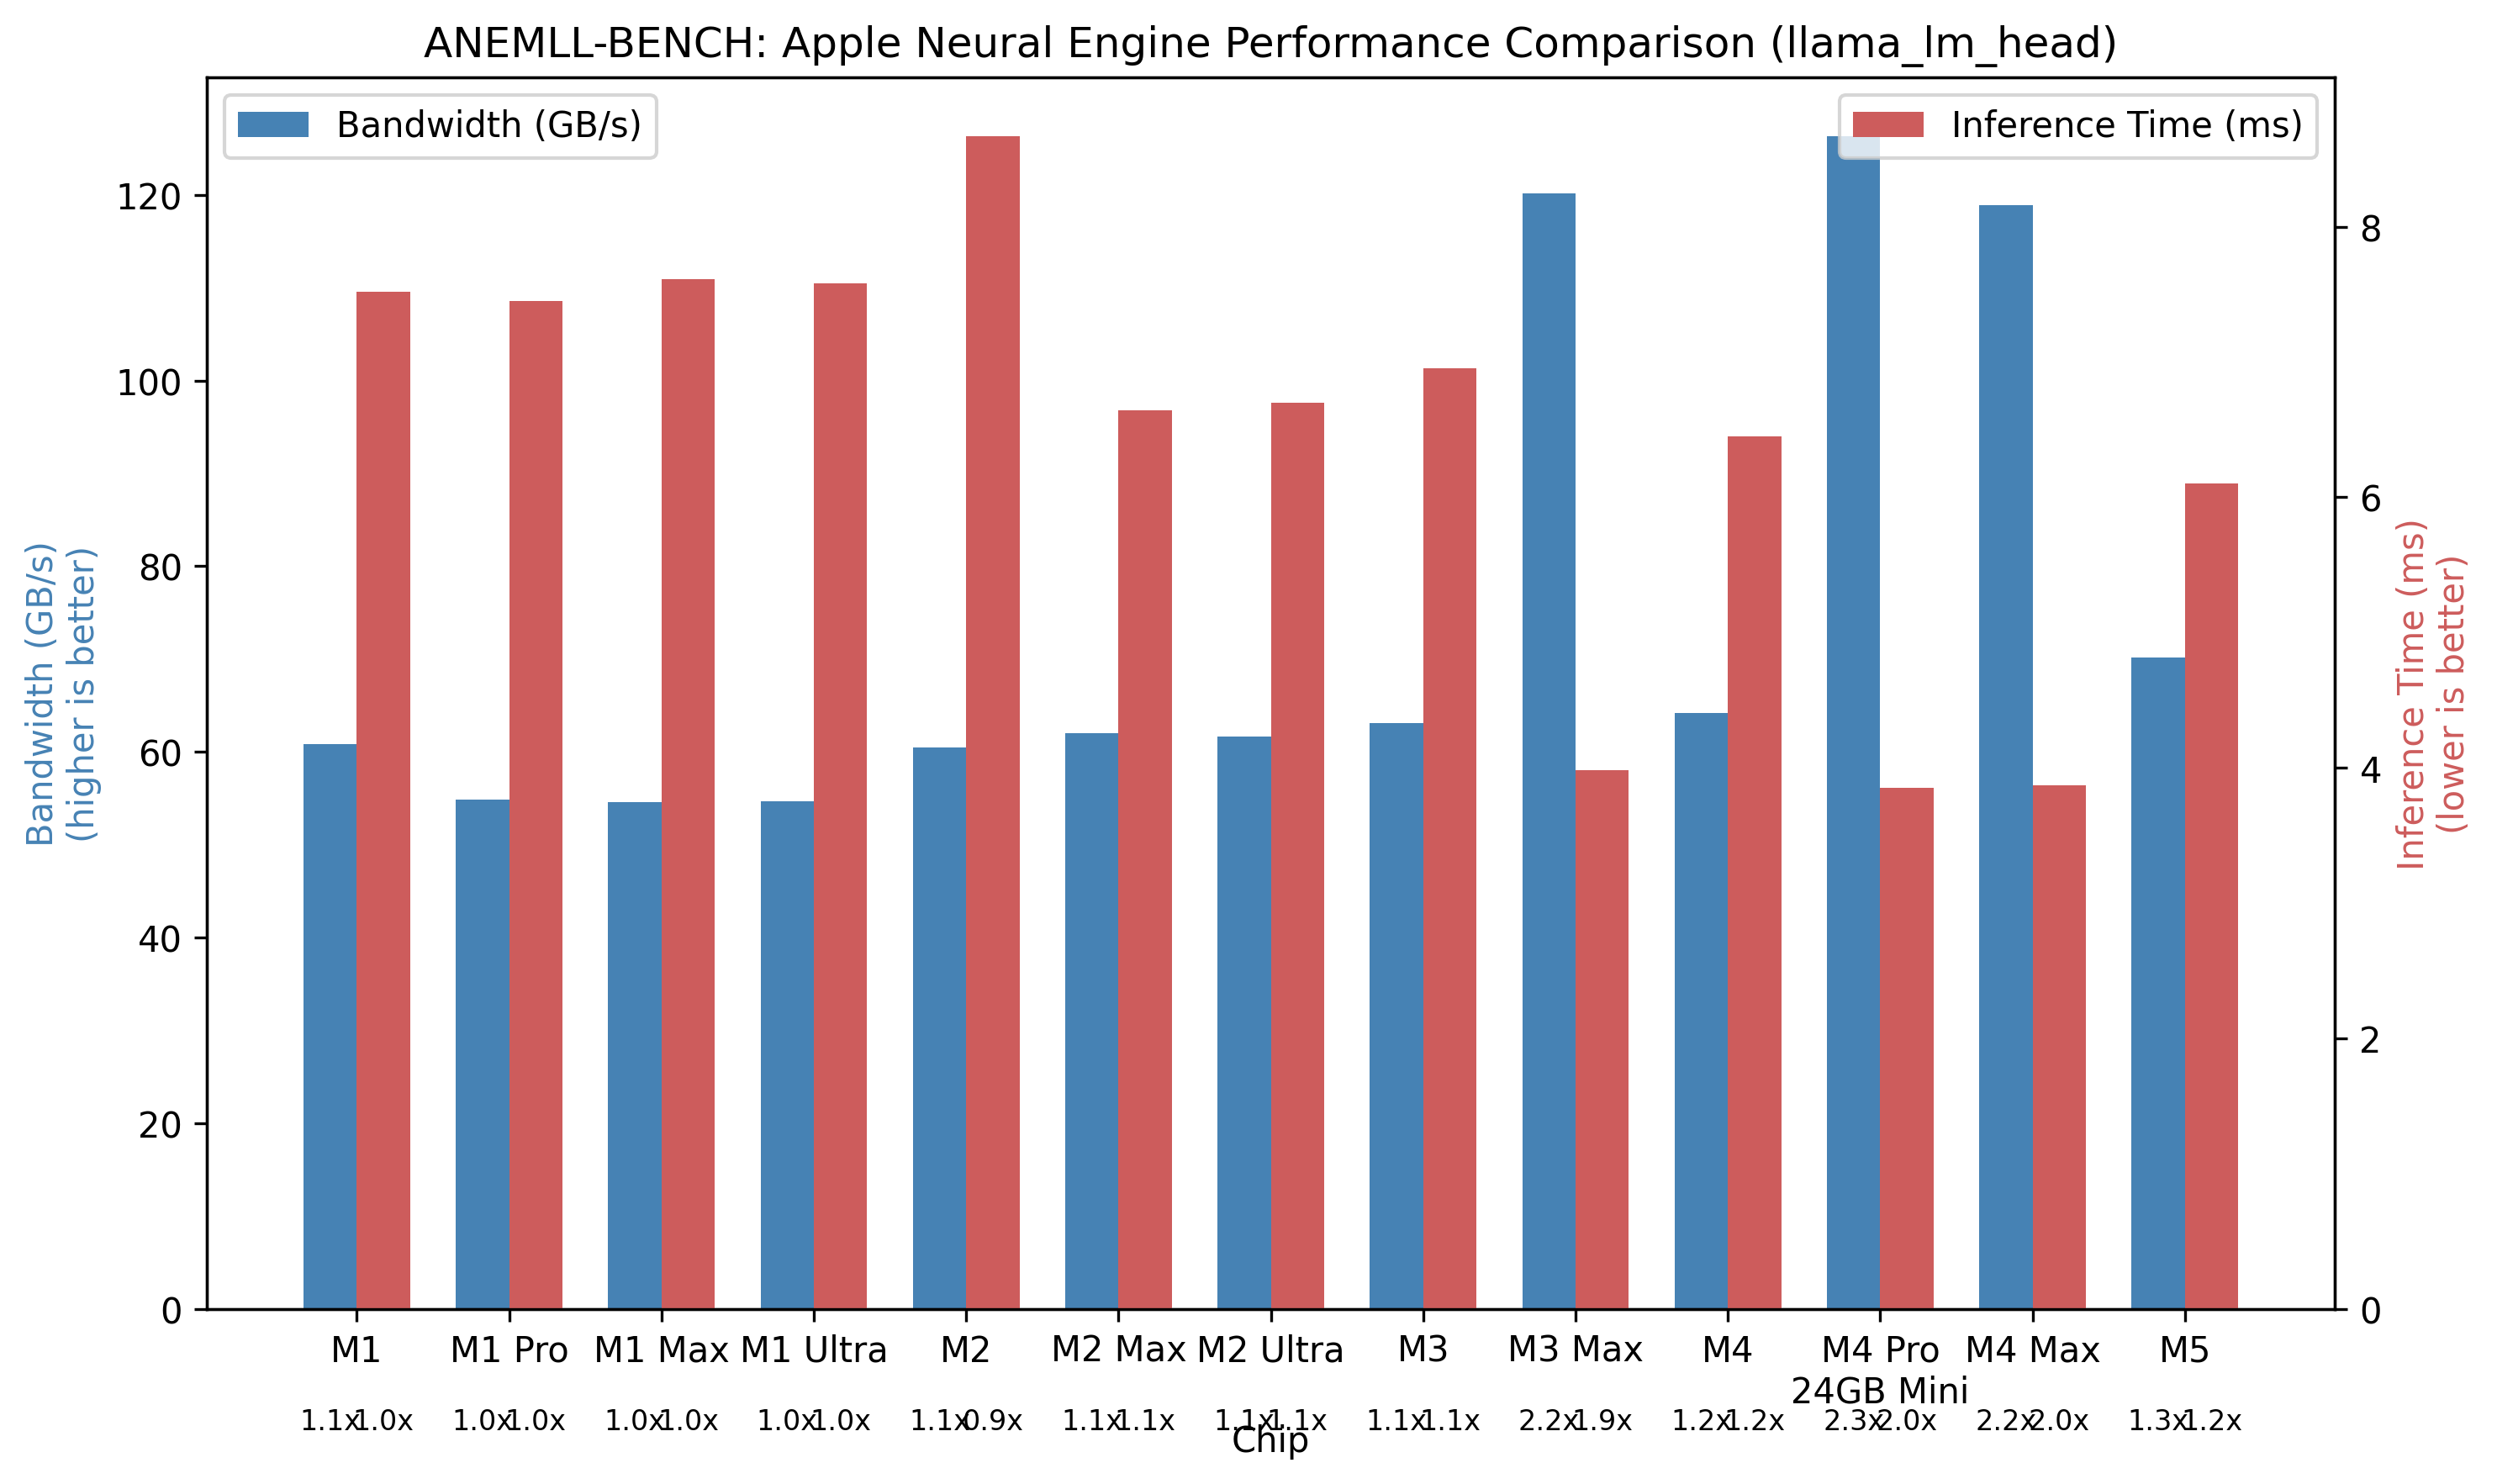 ANEMLL-BENCH: Apple Neural Engine Performance Comparison (llama_lm_head)
Bandwidth (GB/s)
Inference Time (ms)
120
100
80
60
40
20
0
8
6
4
2
0
Bandwidth (GB/s)
(higher is better)
Inference Time (ms)
(lower is better)
M1 M1 Pro M1 Max M1 Ultra M2 M2 Max M2 Ultra M3 M3 Max M4 M4 Pro M4 Max M5
24GB Mini
1.1x 1.0x 1.0x 1.0x 1.0x 1.0x 1.0x 1.0x 1.1x 0.9x 1.1x 1.1x 1.1x 1.1x 1.1x 1.1x 2.2x 1.9x 1.2x 1.2x 2.3x 2.0x 2.2x 2.0x 1.3x 1.2x
Chip